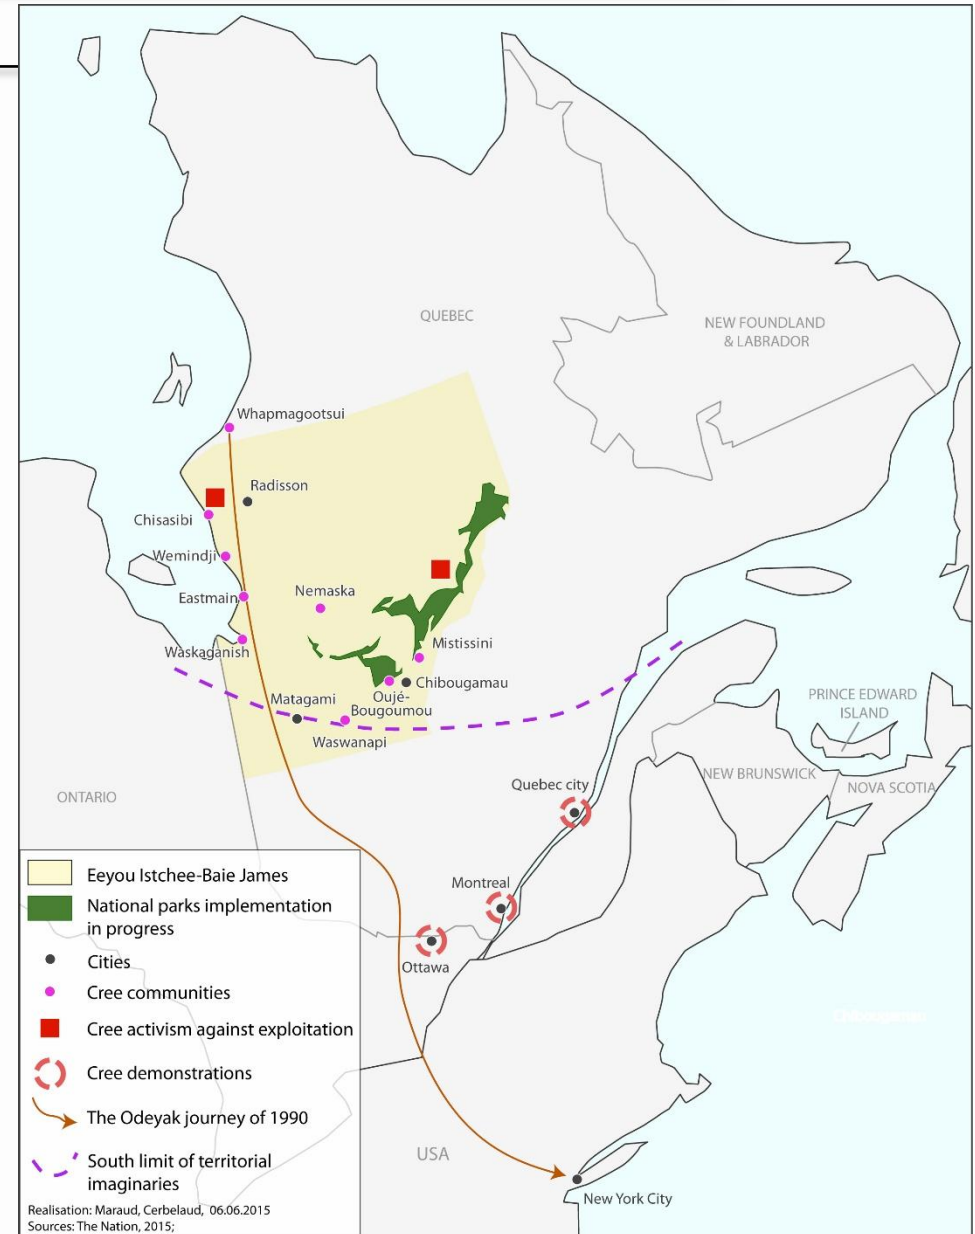 QUEBEC
NEW FOUNDLAND
& LABRADOR
Whapmagootsui
Radisson
Chisasibi
Wemindji
Eastmain
Nemaska
Waskaganish
Mistissini
Chibougamau
Matagami
Oujé-
Bougoumou
Waswanapi
PRINCE EDWARD
ISLAND
ONTARIO
Quebec city
NEW BRUNSWICK
NOVA SCOTIA
Montreal
Ottawa
USA
New York City
Eeyou Istchee-Baie James
National parks implementation
in progress
Cities
Cree communities
Cree activism against exploitation
Cree demonstrations
The Odeyak journey of 1990
South limit of territorial
imaginaries
Realisation: Maraud, Cerbelaud, 06.06.2015
Sources: The Nation, 2015;